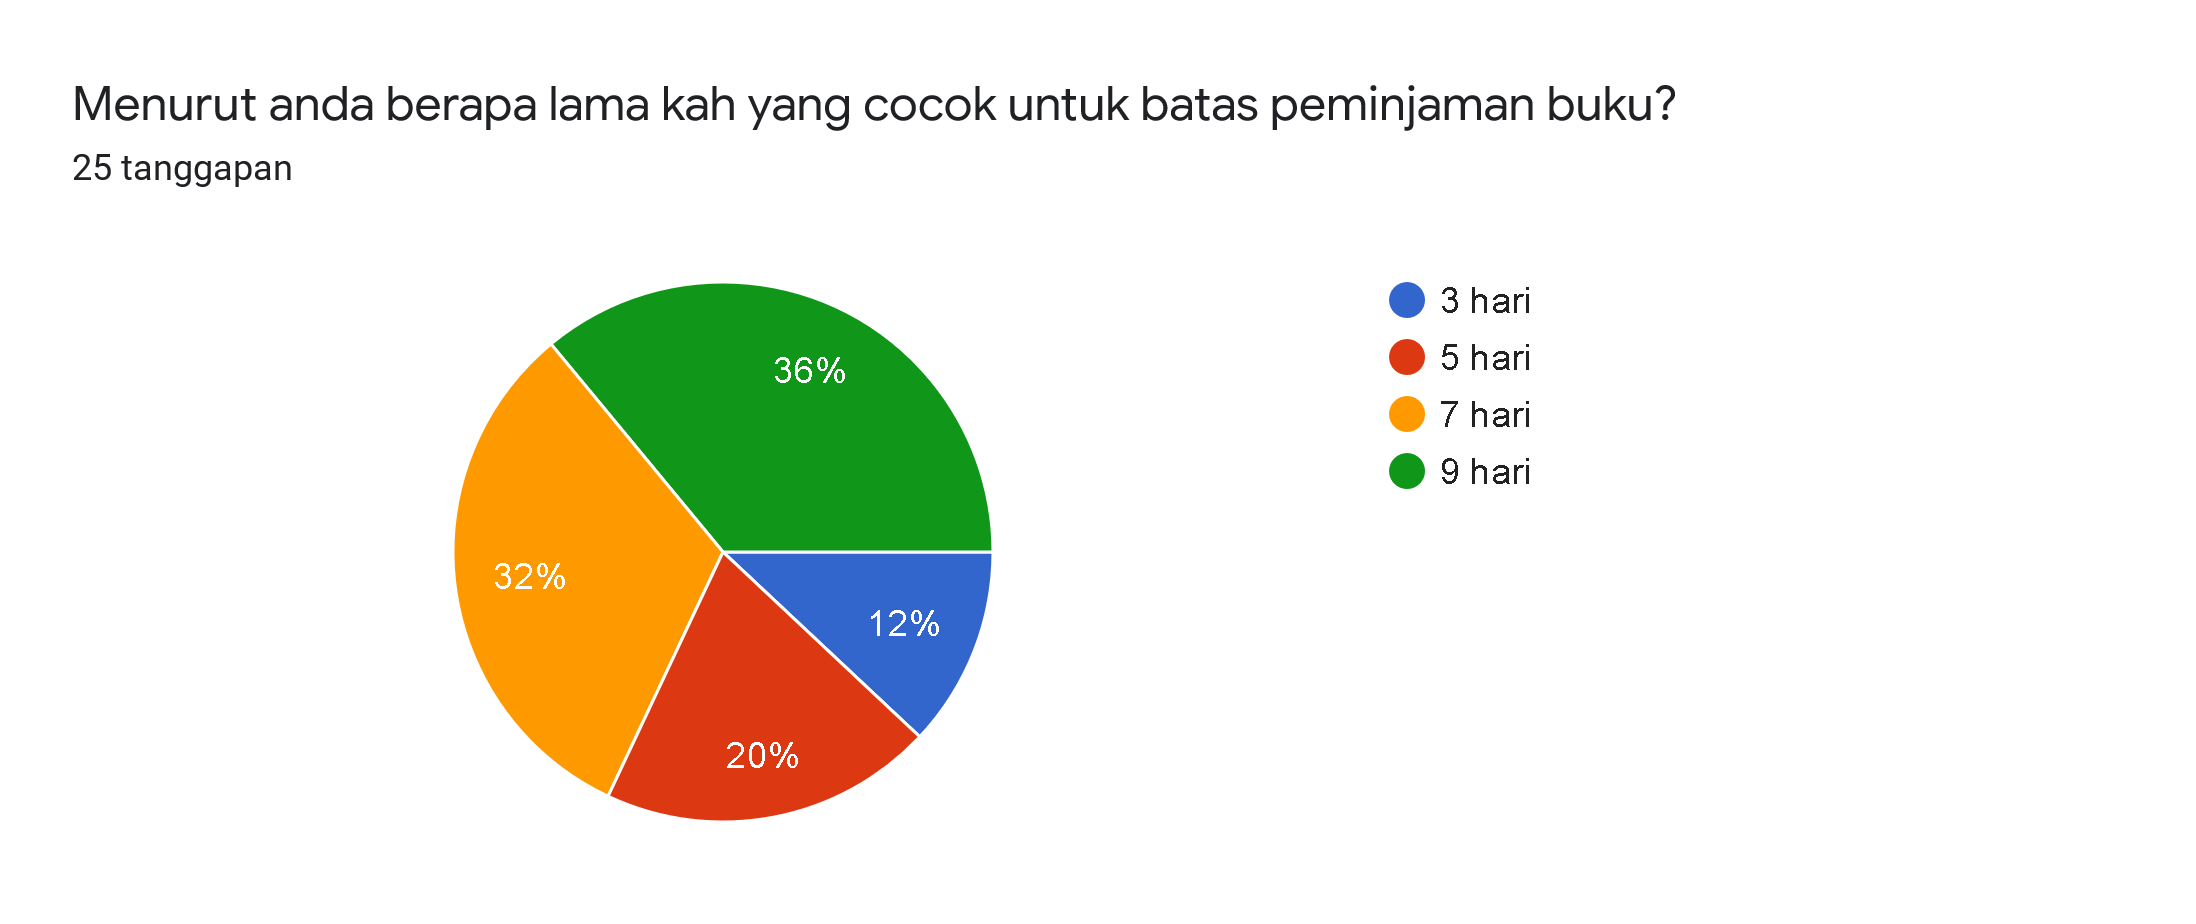 Menurut anda berapa lama kah yang cocok untuk batas peminjaman buku?
25 tanggapan
36%
32%
12%
20%
3 hari
5 hari
7 hari
9 hari